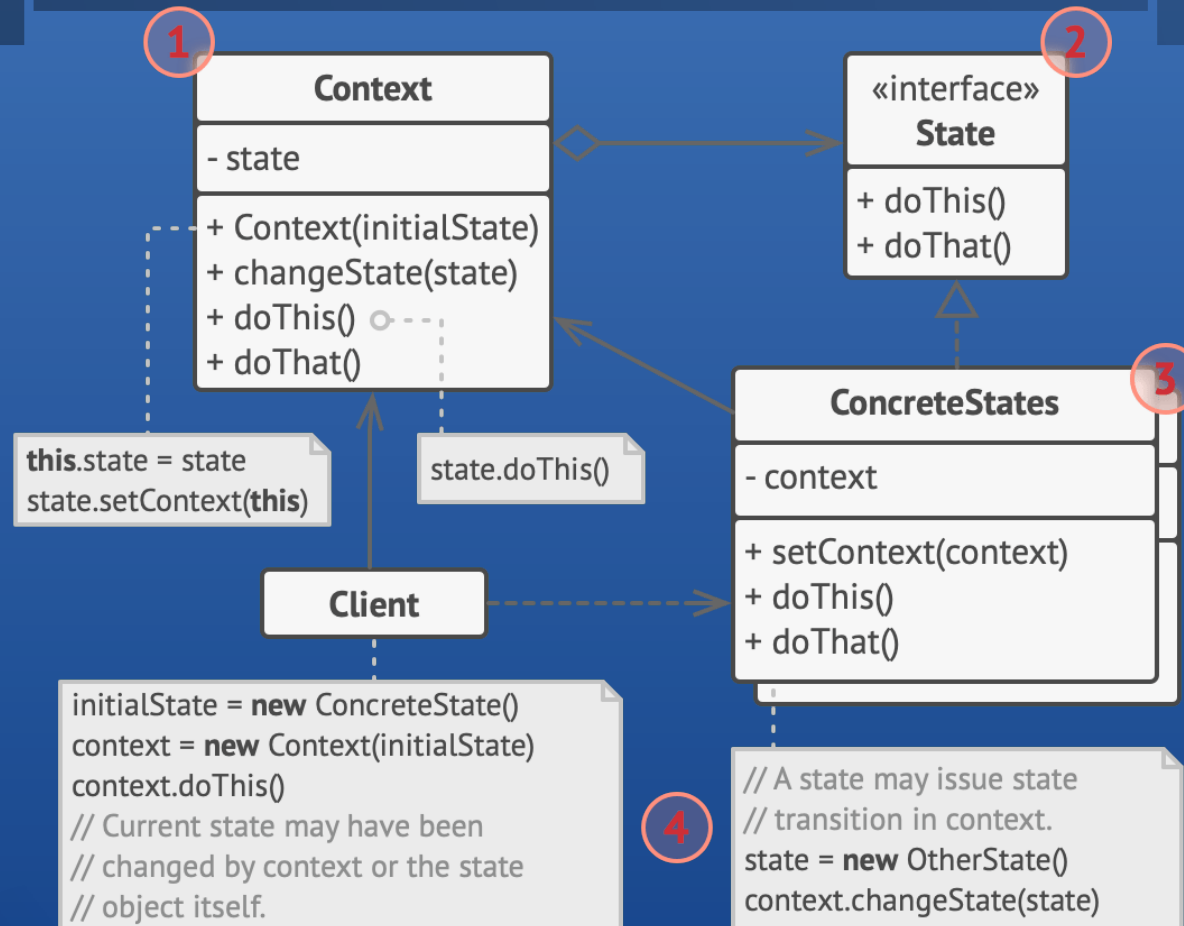 1
Context
- state
+ Context(initialState)
+ changeState(state)
+ doThis()
+ doThat()
2
«interface»
State
+ doThis()
+ doThat()
this.state = state
state.setContext(this)
state.doThis()
3
ConcreteStates
- context
+ setContext(context)
+ doThis()
+ doThat()
Client
initialState = new ConcreteState()
context = new Context(initialState)
context.doThis()
// Current state may have been
// changed by context or the state
// object itself.
4
// A state may issue state
// transition in context.
state = new OtherState()
context.changeState(state)